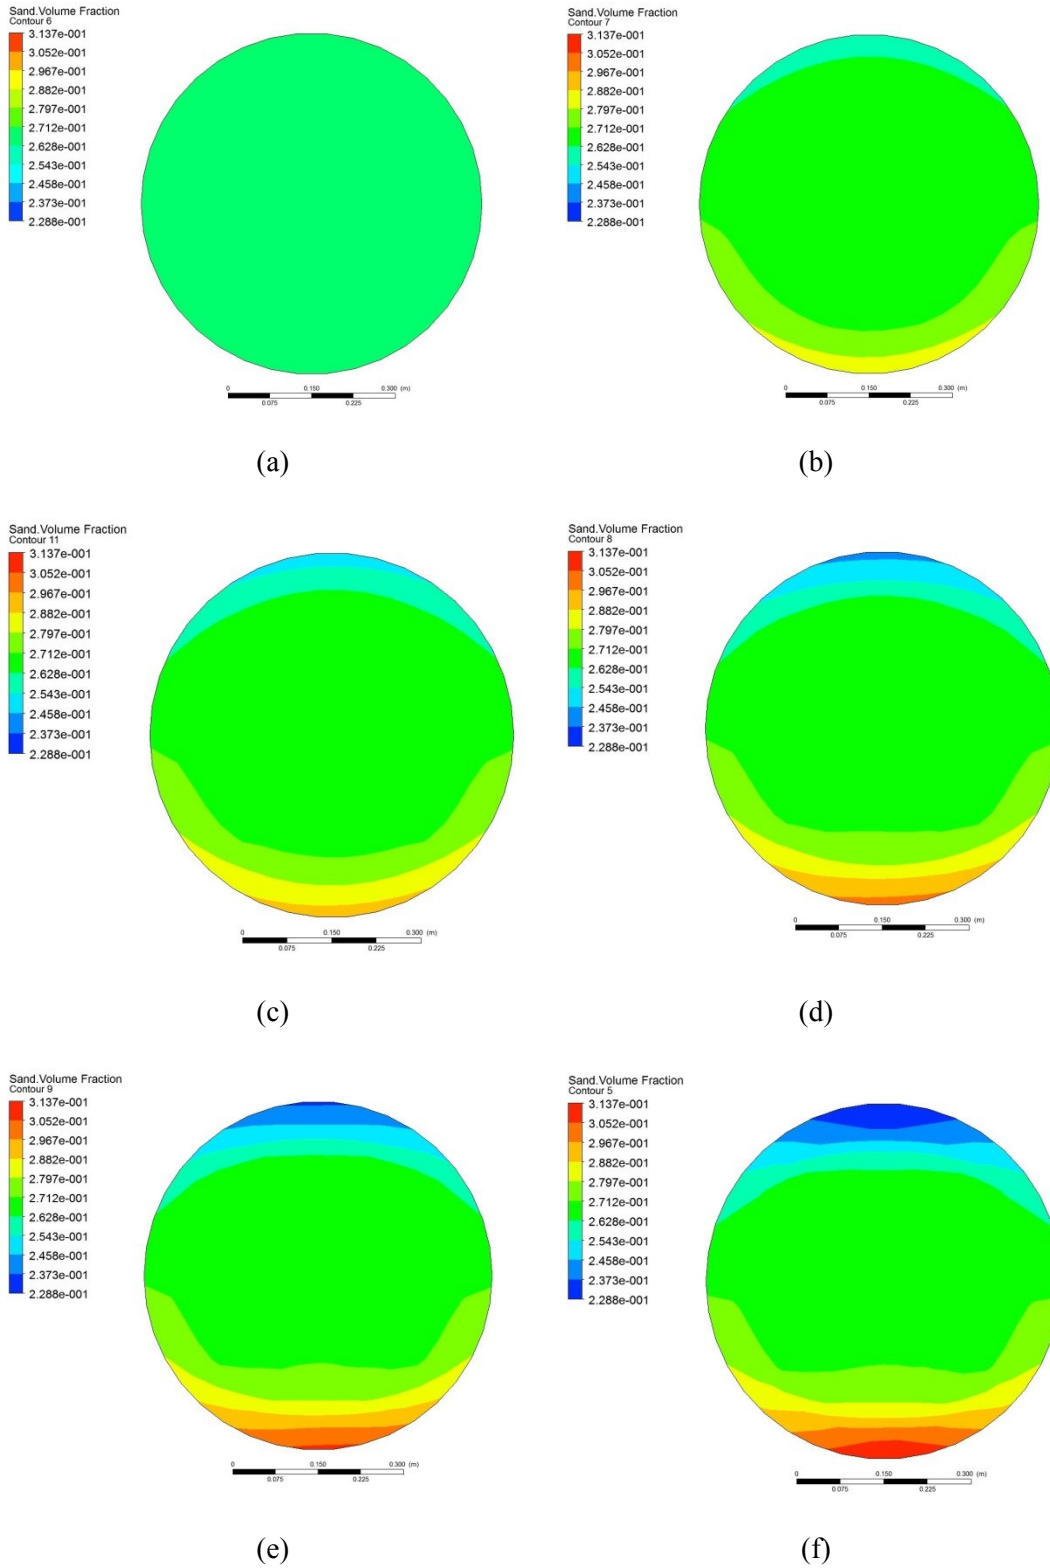 Sand.Volume Fraction
Contour 6
3.137e-001
3.052e-001
2.967e-001
2.882e-001
2.797e-001
2.712e-001
2.628e-001
2.543e-001
2.458e-001
2.373e-001
2.288e-001
0 0.150 0.300 (m)
0.075 0.225
(a)
Sand.Volume Fraction
Contour 7
3.137e-001
3.052e-001
2.967e-001
2.882e-001
2.797e-001
2.712e-001
2.628e-001
2.543e-001
2.458e-001
2.373e-001
2.288e-001
0 0.150 0.300 (m)
0.075 0.225
(b)
Sand.Volume Fraction
Contour 11
3.137e-001
3.052e-001
2.967e-001
2.882e-001
2.797e-001
2.712e-001
2.628e-001
2.543e-001
2.458e-001
2.373e-001
2.288e-001
0 0.150 0.300 (m)
0.075 0.225
(c)
Sand.Volume Fraction
Contour 8
3.137e-001
3.052e-001
2.967e-001
2.882e-001
2.797e-001
2.712e-001
2.628e-001
2.543e-001
2.458e-001
2.373e-001
2.288e-001
0 0.150 0.300 (m)
0.075 0.225
(d)
Sand.Volume Fraction
Contour 9
3.137e-001
3.052e-001
2.967e-001
2.882e-001
2.797e-001
2.712e-001
2.628e-001
2.543e-001
2.458e-001
2.373e-001
2.288e-001
0 0.150 0.300 (m)
0.075 0.225
(e)
Sand.Volume Fraction
Contour 5
3.137e-001
3.052e-001
2.967e-001
2.882e-001
2.797e-001
2.712e-001
2.628e-001
2.543e-001
2.458e-001
2.373e-001
2.288e-001
0 0.150 0.300 (m)
0.075 0.225
(f)